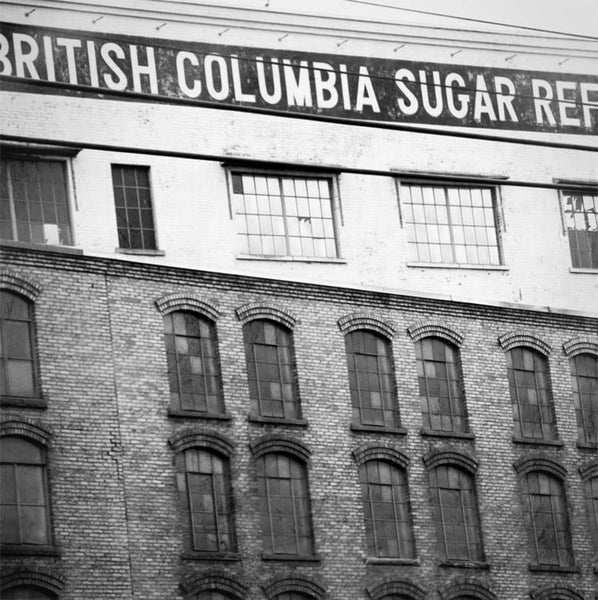 BRITISH COLUMBIA SUGAR REF